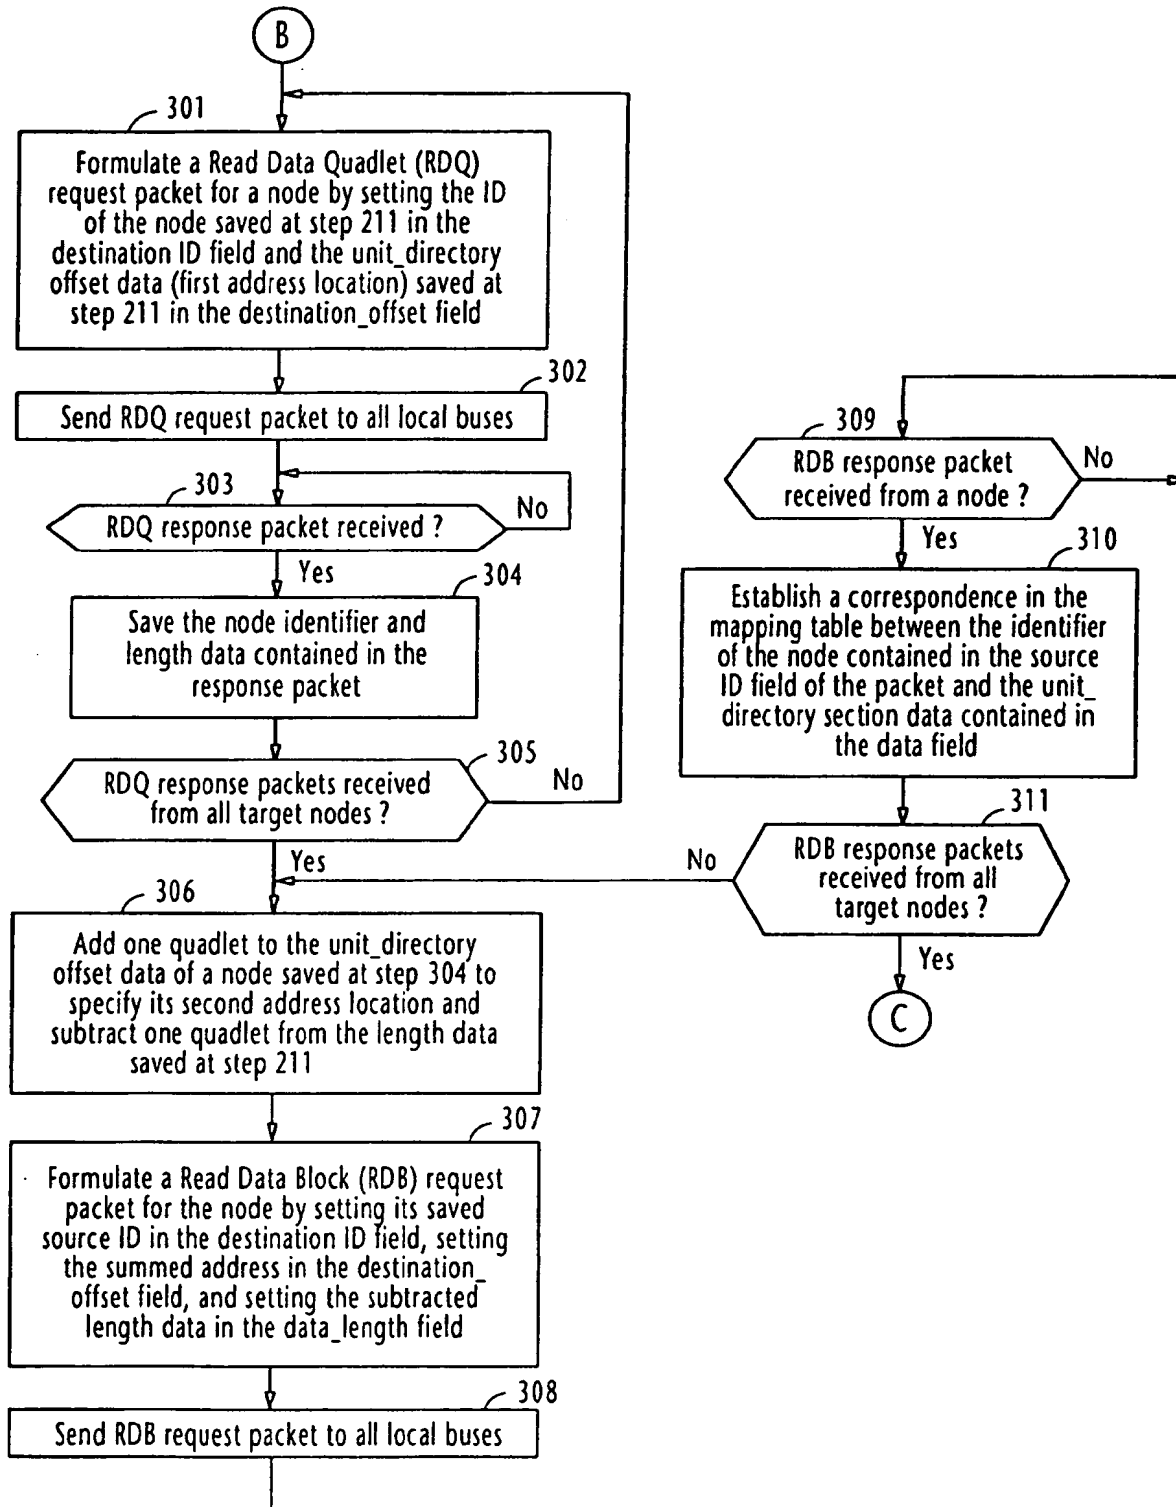 B
301
Formulate a Read Data Quadlet (RDQ)
request packet for a node by setting the ID
of the node saved at step 211 in the
destination ID field and the unit_directory
offset data (first address location) saved at
step 211 in the destination_offset field
302
Send RDQ request packet to all local buses
303
RDQ response packet received ?
No
Yes
304
Save the node identifier and
length data contained in the
response packet
305
RDQ response packets received
from all target nodes ?
No
Yes
306
Add one quadlet to the unit_directory
offset data of a node saved at step 304 to
specify its second address location and
subtract one quadlet from the length data
saved at step 211
307
Formulate a Read Data Block (RDB) request
packet for the node by setting its saved
source ID in the destination ID field, setting
the summed address in the destination_
offset field, and setting the subtracted
length data in the data_length field
308
Send RDB request packet to all local buses
309
RDB response packet
received from a node ?
No
Yes
310
Establish a correspondence in the
mapping table between the identifier
of the node contained in the source
ID field of the packet and the unit_
directory section data contained in
the data field
311
RDB response packets
received from all
target nodes ?
No
Yes
C